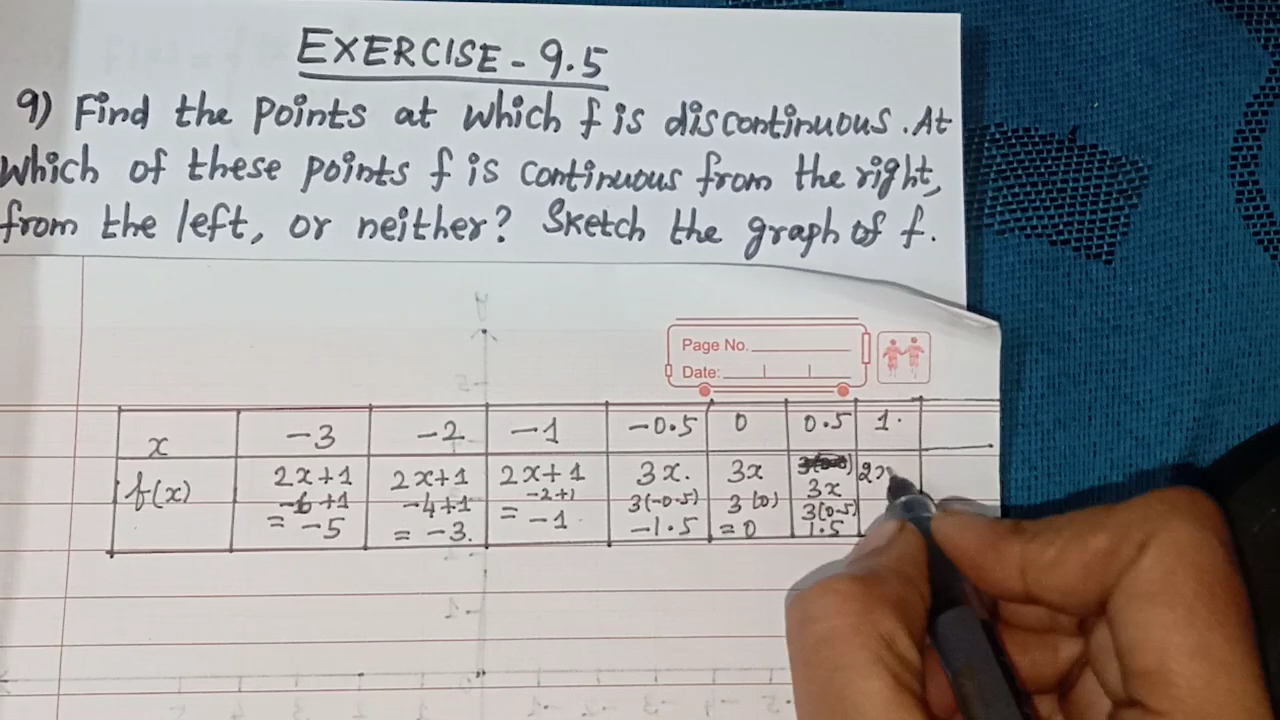 EXERCISE - 9.5
9) Find the points at which f is discontinuous. At
which of these points f is continuous from the right,
from the left, or neither? Sketch the graph of f.
Page No.
Date:
x -3 -2 -1 -0.5 0 0.5 1.
f(x) 2x+1 2x+1 2x+1 3x. 3x 3x 2x
-6+1 -4+1 -2+1 3(-0.5) 3(0) 3(0.5)
= -5 = -3. = -1 -1.5 = 0 1.5